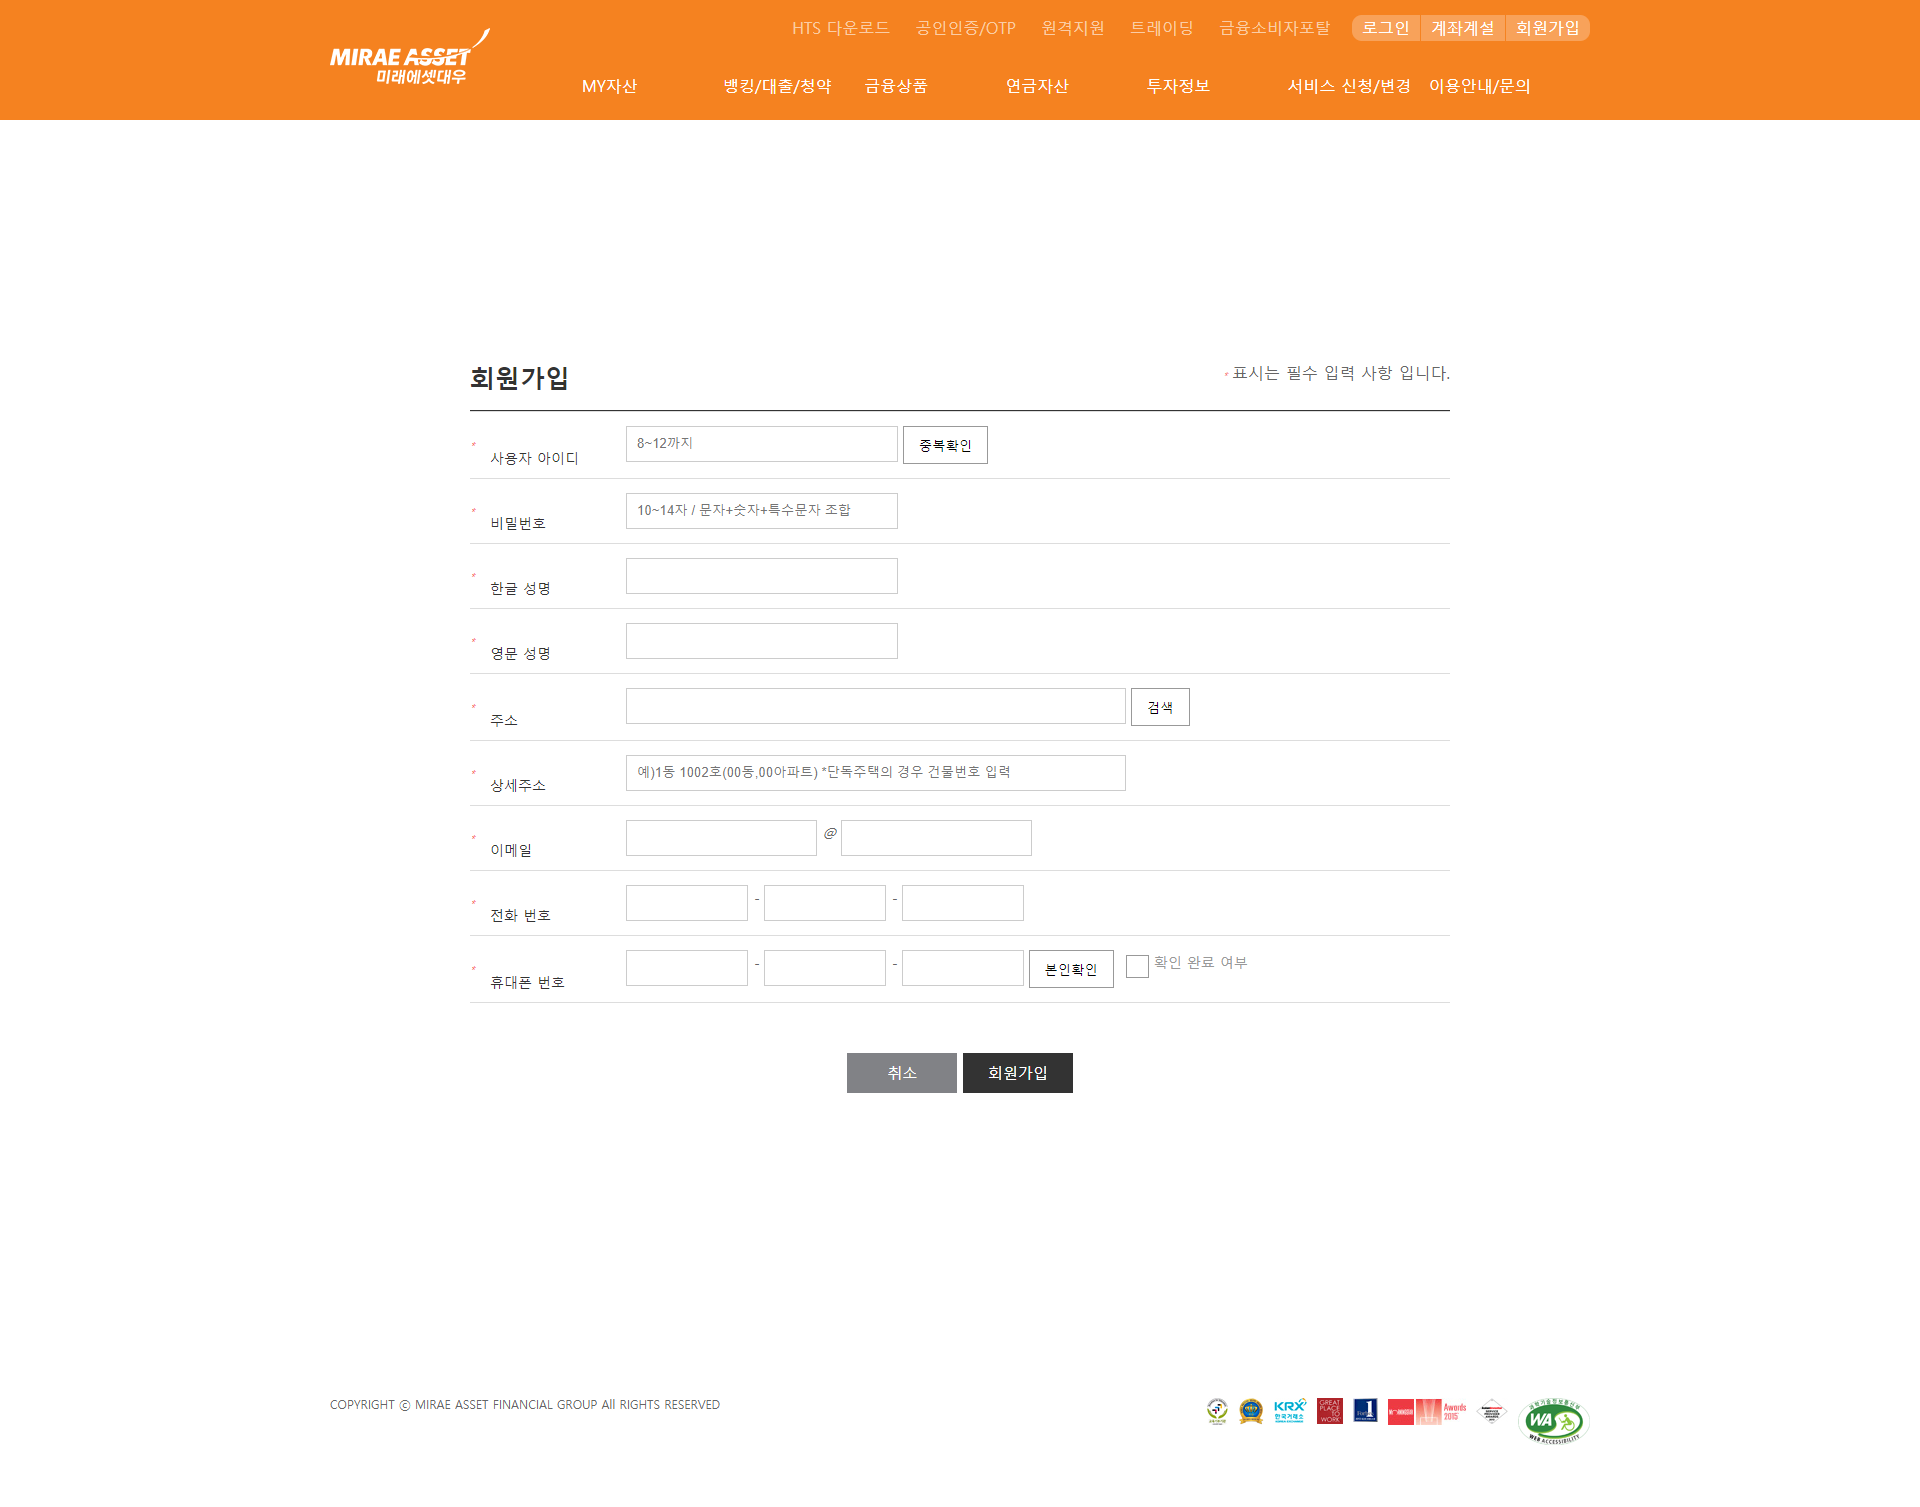 HTS 다운로드 공인인증/OTP 원격지원 트레이딩 금융소비자포탈 로그인 계좌계설 회원가입
MIRAE ASSET
미래에셋대우
MY자산 뱅킹/대출/청약 금융상품 연금자산 투자정보 서비스 신청/변경 이용안내/문의
회원가입
* 표시는 필수 입력 사항 입니다.
* 사용자 아이디 8~12까지 중복확인
* 비밀번호 10~14자 / 문자+숫자+특수문자 조합
* 한글 성명
* 영문 성명
* 주소 검색
* 상세주소 예)1동 1002호(00동,00아파트) *단독주택의 경우 건물번호 입력
* 이메일 @
* 전화 번호 - -
* 휴대폰 번호 - - 본인확인 확인 완료 여부
취소 회원가입
COPYRIGHT ⓒ MIRAE ASSET FINANCIAL GROUP All RIGHTS RESERVED
KRX
한국거래소
GREAT
PLACE
TO
WORK
1
Awards
2015
WA
WEB ACCESSIBILITY